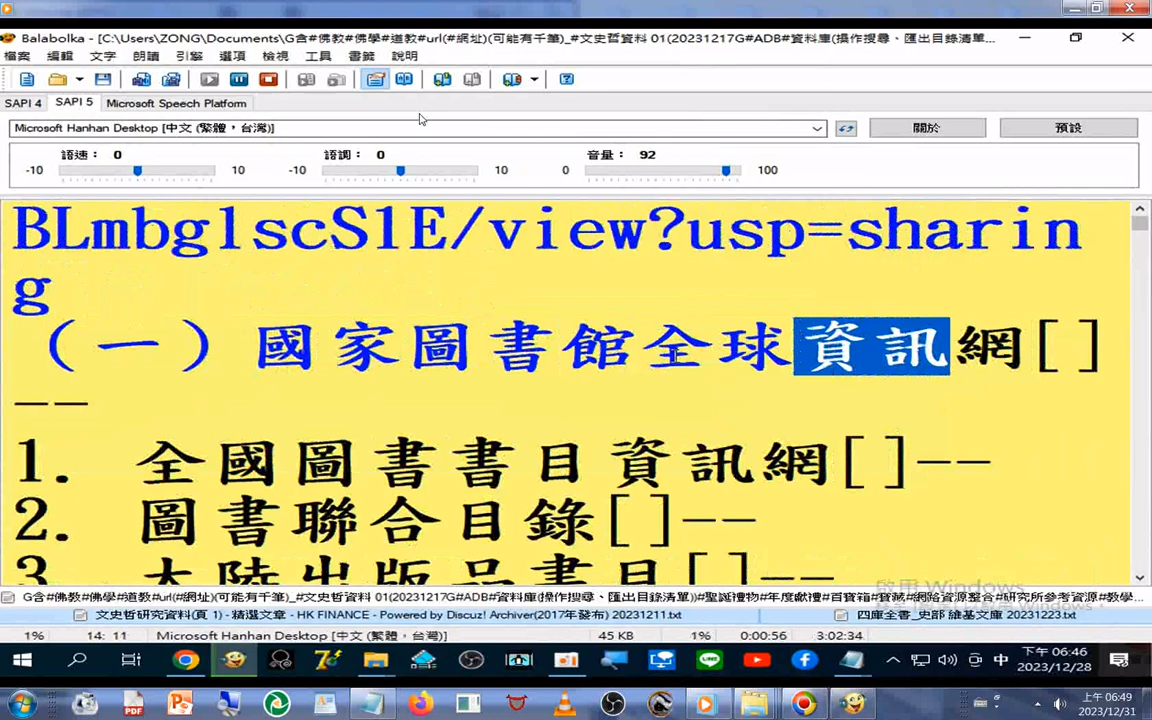 Balabolka - [C:\Users\ZONG\Documents\G含#佛教#佛學#道教#url(#網址)(可能有千筆)_#文史哲資料 01(20231217G#ADB#資料庫(操作搜尋、匯出目錄清單...
檔案 編輯 文字 朗讀 引擎 選項 檢視 工具 書籤 說明
SAPI 4 SAPI 5 Microsoft Speech Platform
Microsoft Hanhan Desktop [中文 (繁體，台灣)] 關於 預設
語速： 0 語調： 0 音量： 92
-10 10 -10 10 0 100
BLmbglscS1E/view?usp=sharin
g
（一）國家圖書館全球資訊網[]
--
1. 全國圖書書目資訊網[]--
2. 圖書聯合目錄[]--
3. 大陸出版品書目[]--
啟用 Windows
G含#佛教#佛學#道教#url(#網址)(可能有千筆)_#文史哲資料 01(20231217G#ADB#資料庫(操作搜尋、匯出目錄清單))#聖誕禮物#年度獻禮#百寶箱#寶藏#網路資源整合#研究所參考資源#教學...
文史哲研究資料(頁 1) - 精選文章 - HK FINANCE - Powered by Discuz! Archiver(2017年發布) 20231211.txt 四庫全書_史部 維基文庫 20231223.txt
1% 14: 11 Microsoft Hanhan Desktop [中文 (繁體，台灣)] 45 KB 1% 0:00:56 3:02:34
中 下午 06:46
2023/12/28
上午 06:49
2023/12/31